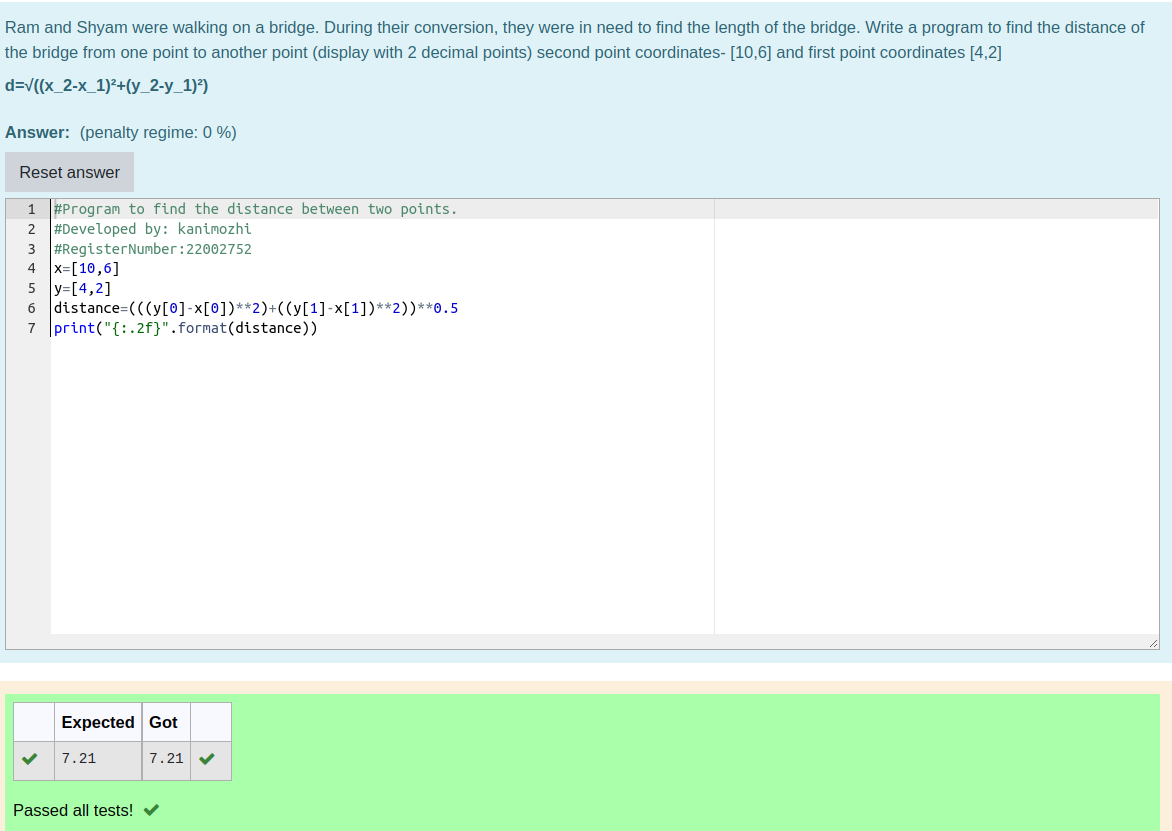 Ram and Shyam were walking on a bridge. During their conversion, they were in need to find the length of the bridge. Write a program to find the distance of
the bridge from one point to another point (display with 2 decimal points) second point coordinates- [10,6] and first point coordinates [4,2]
d=√((x_2-x_1)²+(y_2-y_1)²)
Answer: (penalty regime: 0 %)
Reset answer
1 #Program to find the distance between two points.
2 #Developed by: kanimozhi
3 #RegisterNumber:22002752
4 x=[10,6]
5 y=[4,2]
6 distance=(((y[0]-x[0])**2)+((y[1]-x[1])**2))**0.5
7 print("{:.2f}".format(distance))
Expected Got
7.21 7.21
Passed all tests!